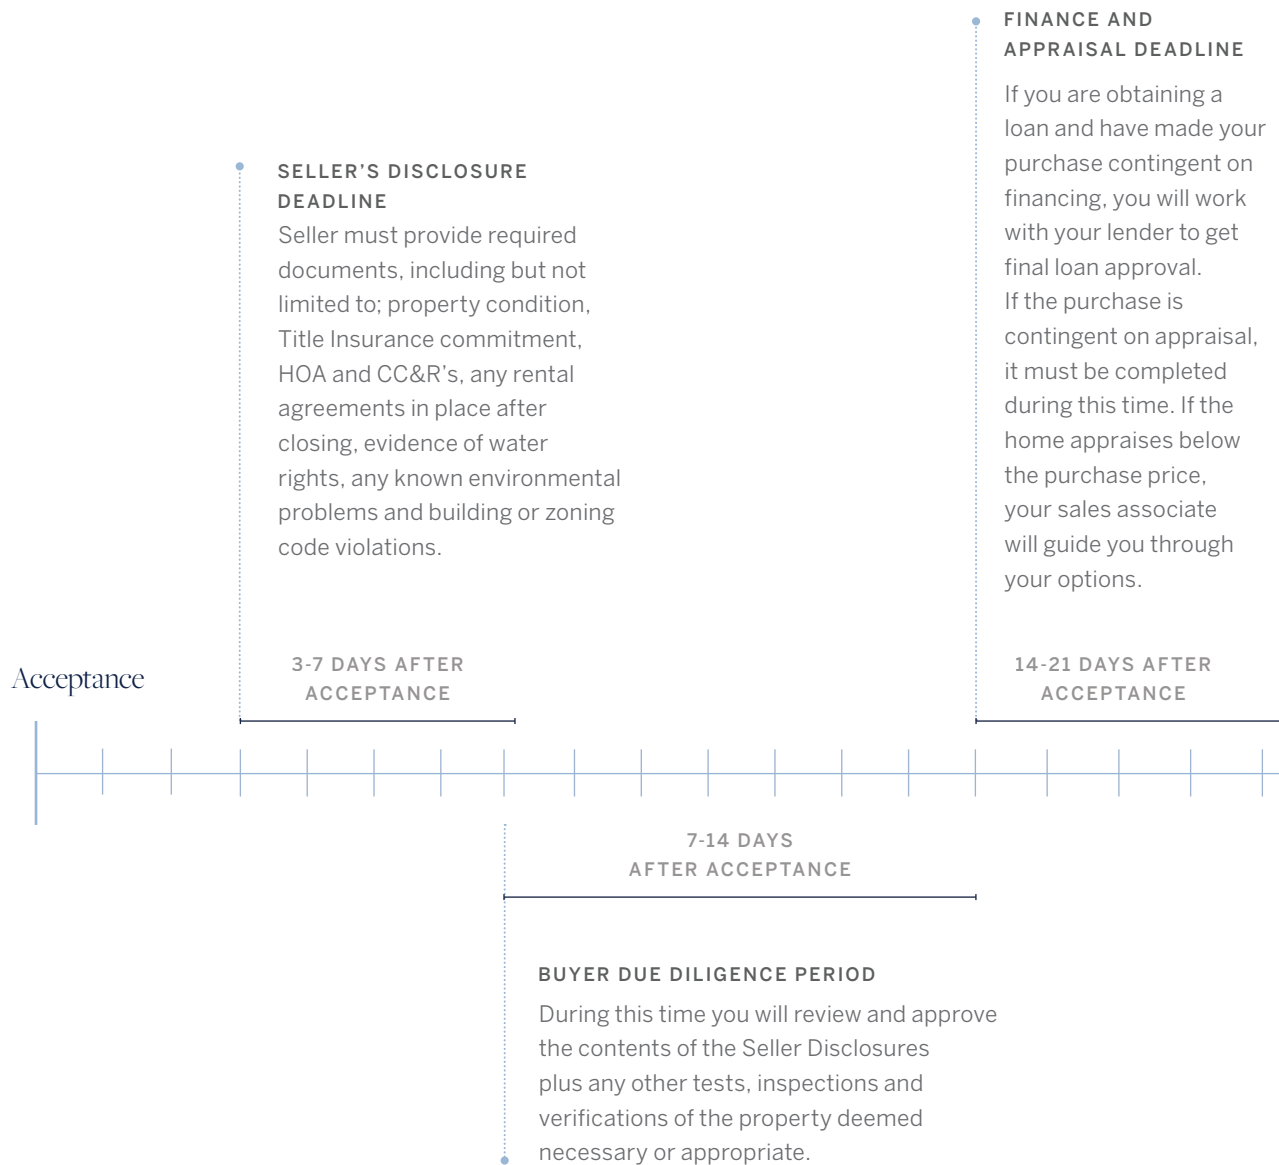 FINANCE AND
APPRAISAL DEADLINE
If you are obtaining a
loan and have made your
purchase contingent on
financing, you will work
with your lender to get
final loan approval.
If the purchase is
contingent on appraisal,
it must be completed
during this time. If the
home appraises below
the purchase price,
your sales associate
will guide you through
your options.
SELLER’S DISCLOSURE
DEADLINE
Seller must provide required
documents, including but not
limited to; property condition,
Title Insurance commitment,
HOA and CC&R’s, any rental
agreements in place after
closing, evidence of water
rights, any known environmental
problems and building or zoning
code violations.
Acceptance
3-7 DAYS AFTER
ACCEPTANCE
14-21 DAYS AFTER
ACCEPTANCE
7-14 DAYS
AFTER ACCEPTANCE
BUYER DUE DILIGENCE PERIOD
During this time you will review and approve
the contents of the Seller Disclosures
plus any other tests, inspections and
verifications of the property deemed
necessary or appropriate.